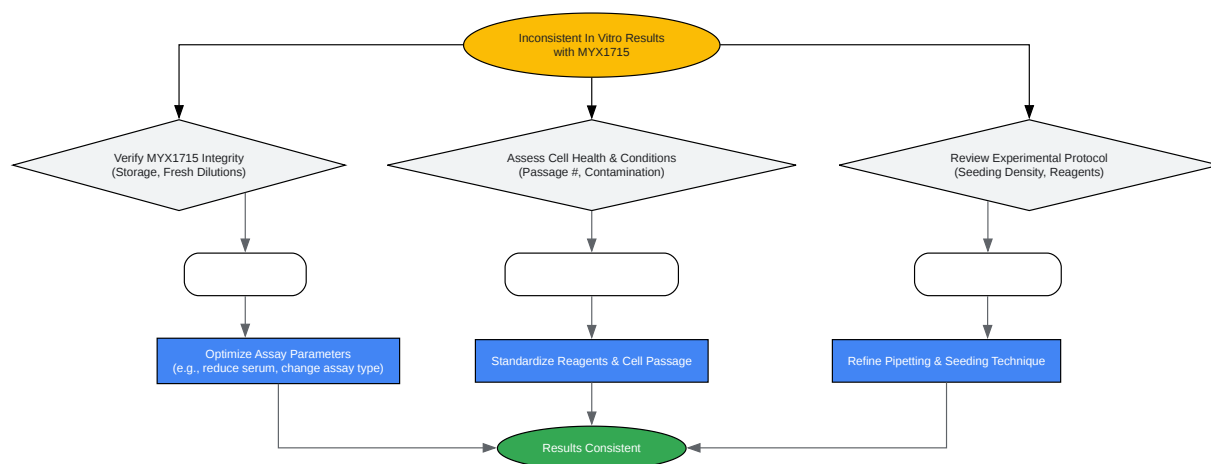 Inconsistent In Vitro Results
with MYX1715
Verify MYX1715 Integrity
(Storage, Fresh Dilutions)
Assess Cell Health & Conditions
(Passage #, Contamination)
Review Experimental Protocol
(Seeding Density, Reagents)
Optimize Assay Parameters
(e.g., reduce serum, change assay type)
Standardize Reagents & Cell Passage
Refine Pipetting & Seeding Technique
Results Consistent